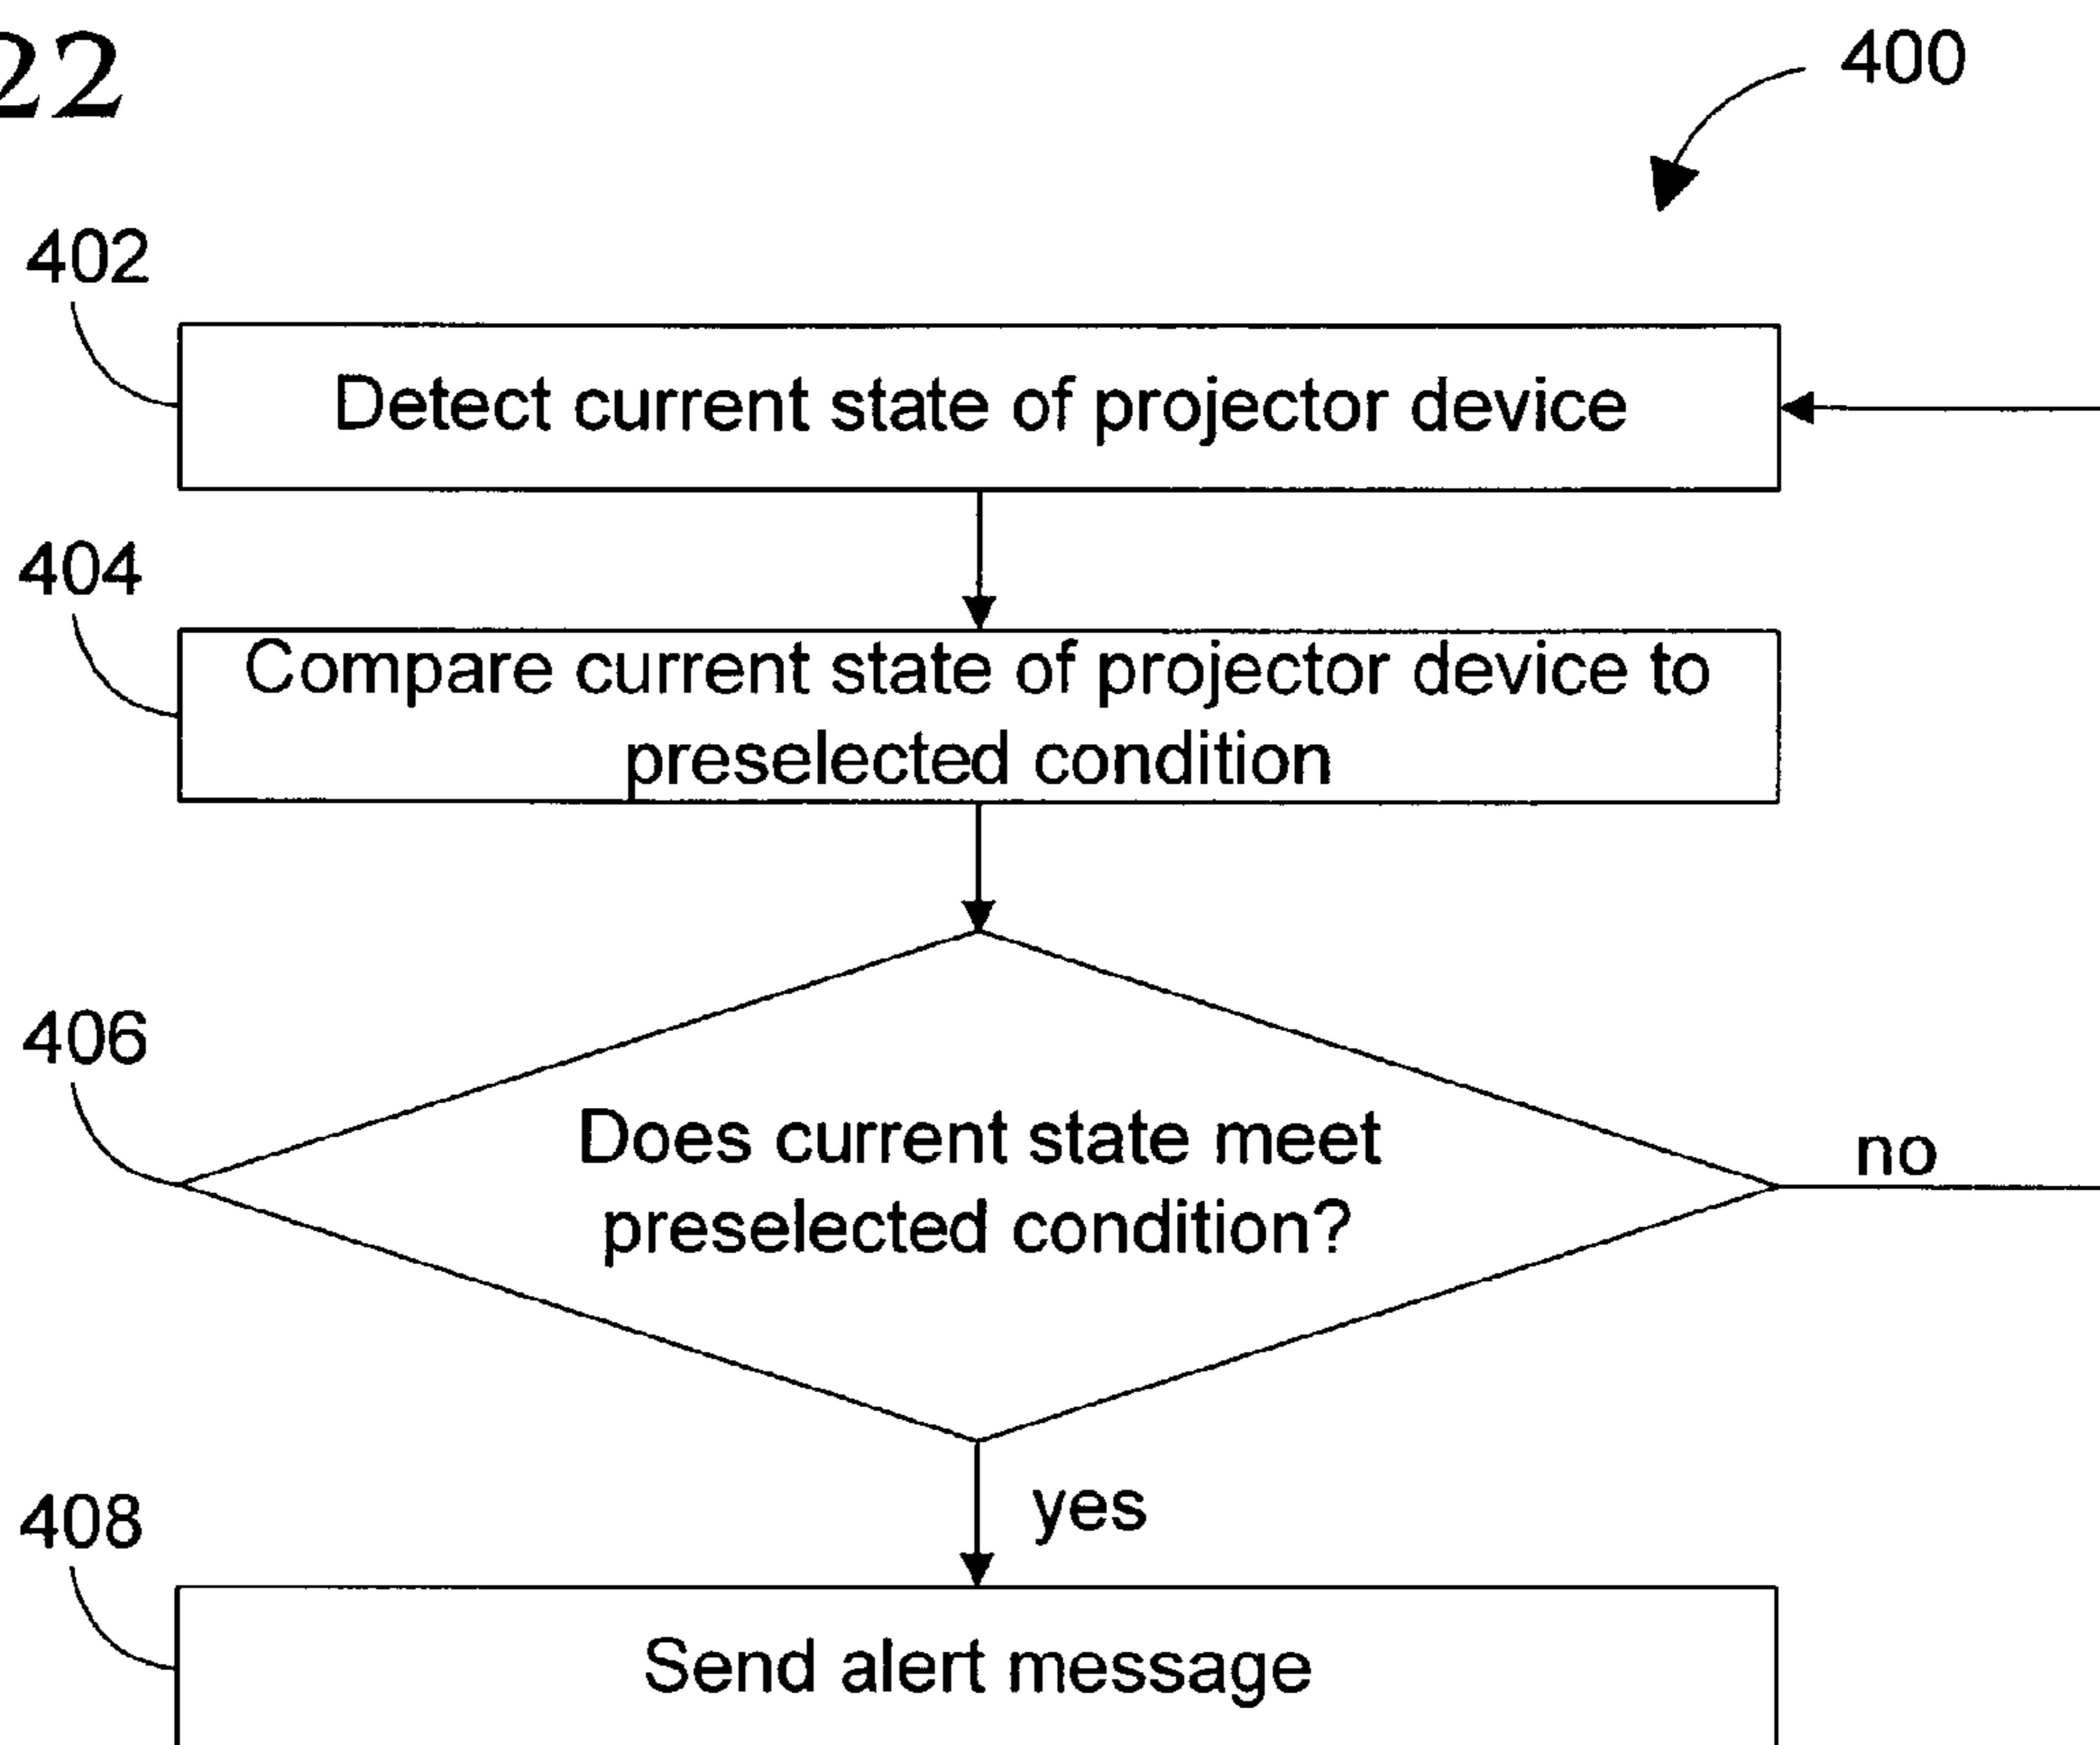 22
400
402
Detect current state of projector device
404
Compare current state of projector device to
preselected condition
406
Does current state meet
preselected condition?
no
yes
408
Send alert message